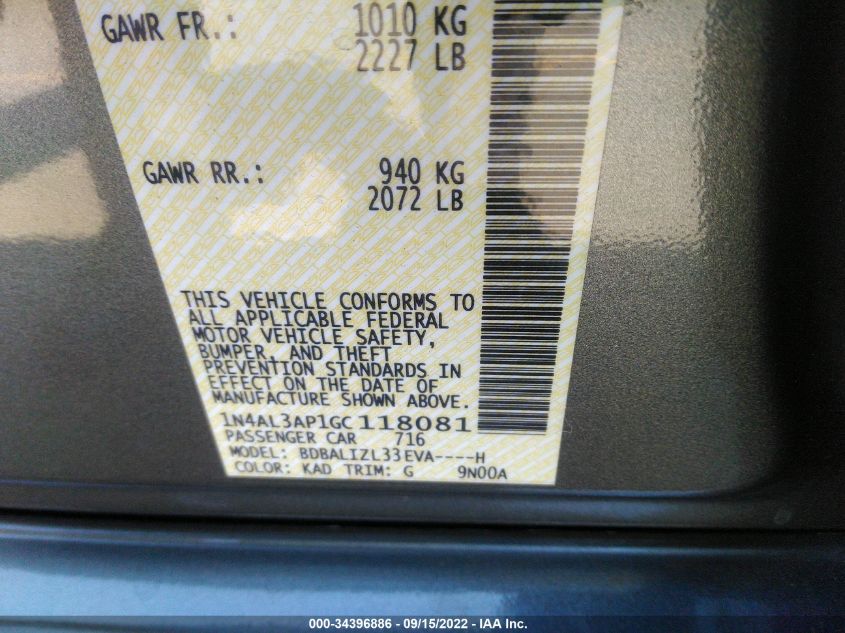 GAWR FR.: 1010 KG
2227 LB
GAWR RR.: 940 KG
2072 LB
THIS VEHICLE CONFORMS TO
ALL APPLICABLE FEDERAL
MOTOR VEHICLE SAFETY,
BUMPER, AND THEFT
PREVENTION STANDARDS IN
EFFECT ON THE DATE OF
MANUFACTURE SHOWN ABOVE.
1N4AL3AP1GC118081
PASSENGER CAR 716
MODEL: BDBALIZL33EVA----H
COLOR: KAD TRIM: G 9N00A
000-34396886 - 09/15/2022 - IAA Inc.